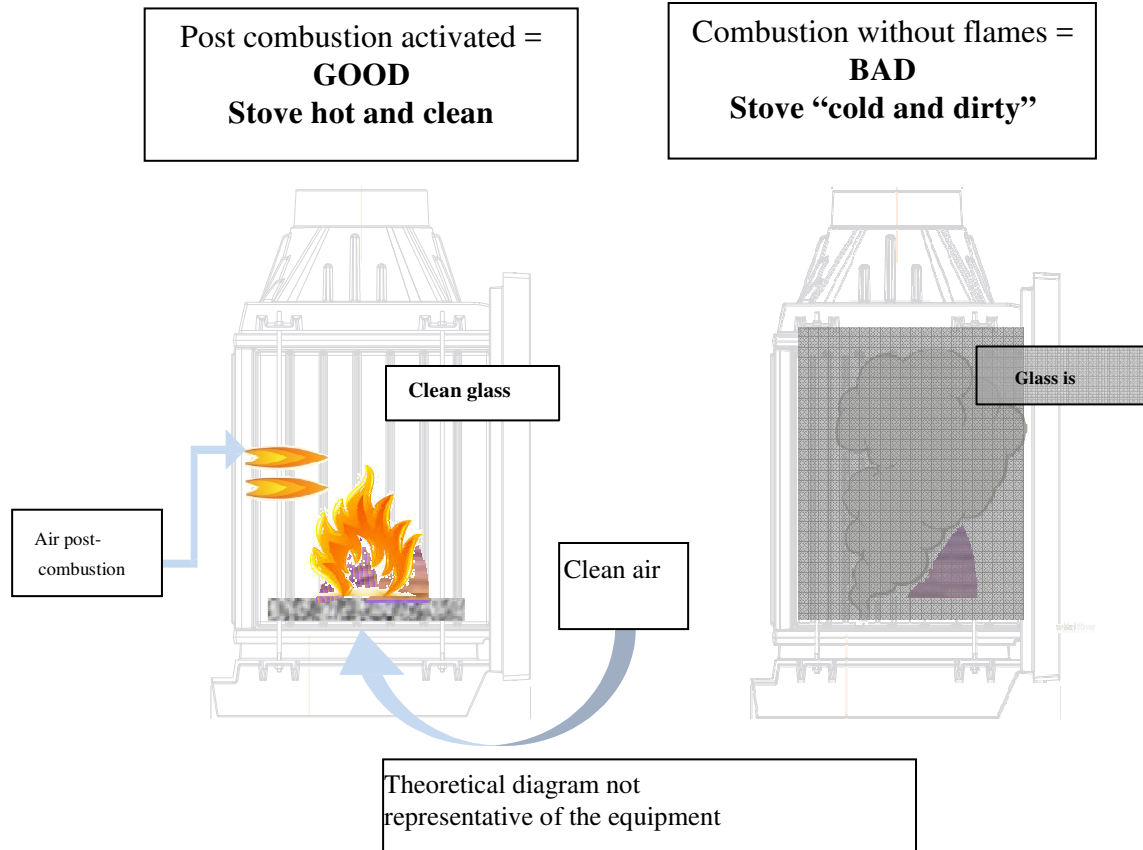 Post combustion activated =
GOOD
Stove hot and clean
Combustion without flames =
BAD
Stove “cold and dirty”
Clean glass
Glass is
Air post-
combustion
Clean air
Theoretical diagram not
representative of the equipment